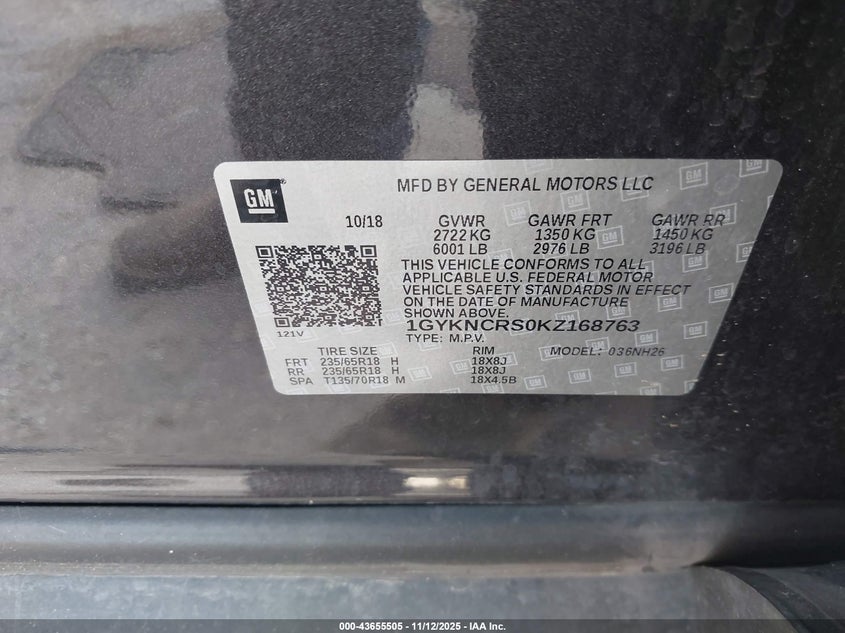 GM
MFD BY GENERAL MOTORS LLC
10/18 GVWR GAWR FRT GAWR RR
2722 KG 1350 KG 1450 KG
6001 LB 2976 LB 3196 LB
THIS VEHICLE CONFORMS TO ALL
APPLICABLE U.S. FEDERAL MOTOR
VEHICLE SAFETY STANDARDS IN EFFECT
ON THE DATE OF MANUFACTURE
SHOWN ABOVE.
121V 1GYKNCRS0KZ168763
TYPE: M.P.V. MODEL: 036NH26
TIRE SIZE RIM
FRT 235/65R18 H 18X8J
RR 235/65R18 H 18X8J
SPA T135/70R18 M 18X4.5B
000-43655505 - 11/12/2025 - IAA Inc.